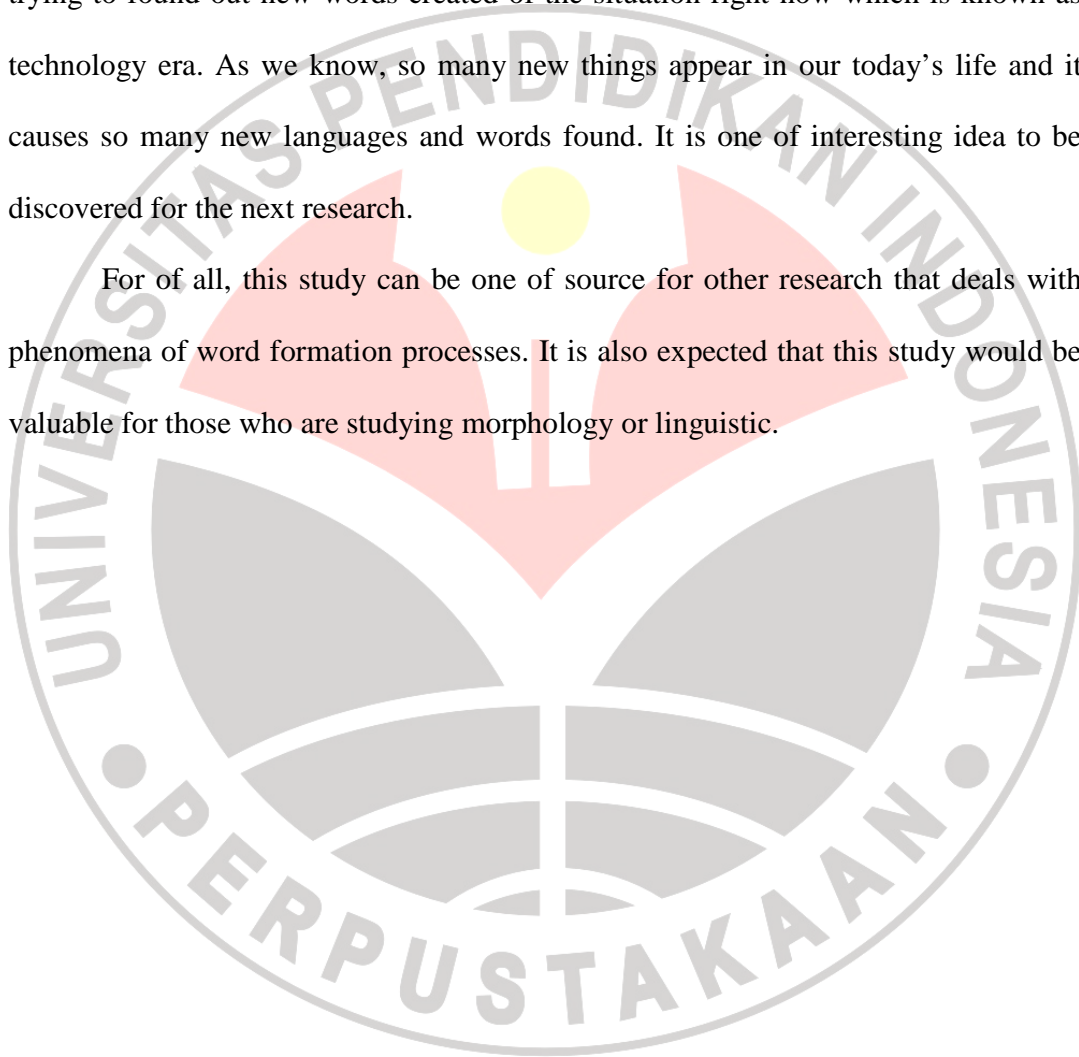 trying to found out new words created of the situation right now which is known as
technology era. As we know, so many new things appear in our today’s life and it
causes so many new languages and words found. It is one of interesting idea to be
discovered for the next research.
For of all, this study can be one of source for other research that deals with
phenomena of word formation processes. It is also expected that this study would be
valuable for those who are studying morphology or linguistic.
UNIVERSITAS PENDIDIKAN INDONESIA
PERPUSTAKAAN